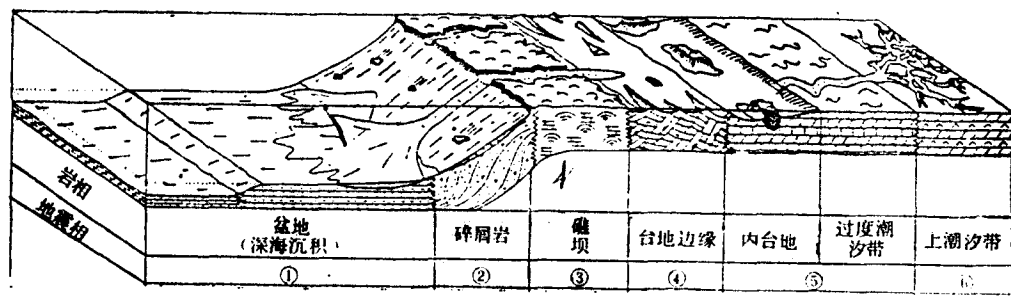 岩相
地震相
盆地
(深海沉积)
碎屑岩
礁
坝
台地边缘
内台地
过度潮
汐带
上潮汐带
①
②
③
④
⑤
⑥